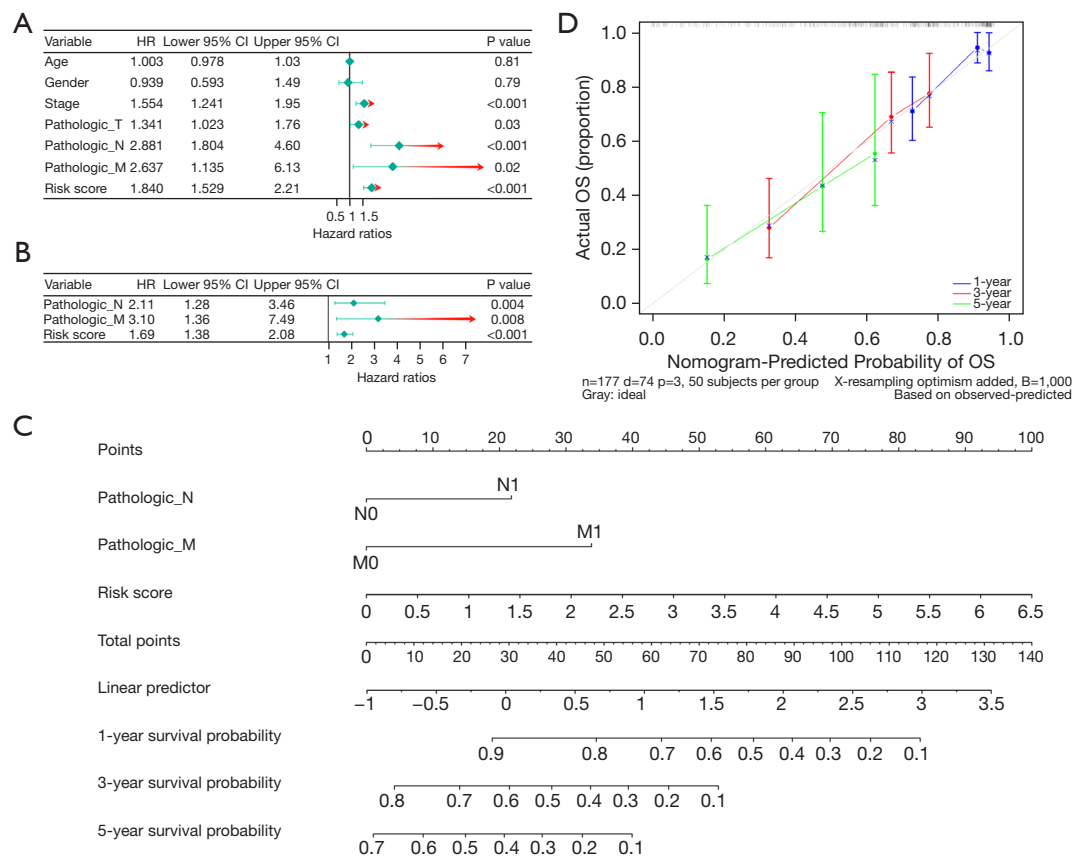 A
Variable HR Lower 95% CI Upper 95% CI P value
Age 1.003 0.978 1.03 0.81
Gender 0.939 0.593 1.49 0.79
Stage 1.554 1.241 1.95 <0.001
Pathologic_T 1.341 1.023 1.76 0.03
Pathologic_N 2.881 1.804 4.60 <0.001
Pathologic_M 2.637 1.135 6.13 0.02
Risk score 1.840 1.529 2.21 <0.001
0.5 1 1.5
Hazard ratios
B
Variable HR Lower 95% CI Upper 95% CI P value
Pathologic_N 2.11 1.28 3.46 0.004
Pathologic_M 3.10 1.36 7.49 0.008
Risk score 1.69 1.38 2.08 <0.001
1 2 3 4 5 6 7
Hazard ratios
D
Actual OS (proportion)
1.0
0.8
0.6
0.4
0.2
0.0
1-year
3-year
5-year
0.0 0.2 0.4 0.6 0.8 1.0
Nomogram-Predicted Probability of OS
n=177 d=74 p=3, 50 subjects per group X-resampling optimism added, B=1,000
Gray: ideal Based on observed-predicted
C
Points 0 10 20 30 40 50 60 70 80 90 100
Pathologic_N N0 N1
Pathologic_M M0 M1
Risk score 0 0.5 1 1.5 2 2.5 3 3.5 4 4.5 5 5.5 6 6.5
Total points 0 10 20 30 40 50 60 70 80 90 100 110 120 130 140
Linear predictor −1 −0.5 0 0.5 1 1.5 2 2.5 3 3.5
1-year survival probability 0.9 0.8 0.7 0.6 0.5 0.4 0.3 0.2 0.1
3-year survival probability 0.8 0.7 0.6 0.5 0.4 0.3 0.2 0.1
5-year survival probability 0.7 0.6 0.5 0.4 0.3 0.2 0.1